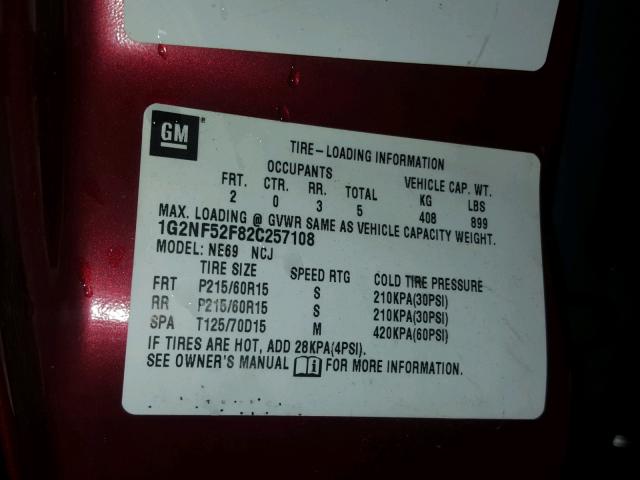 GM
TIRE-LOADING INFORMATION
OCCUPANTS VEHICLE CAP. WT.
FRT. CTR. RR. TOTAL KG LBS
2 0 3 5 408 899
MAX. LOADING @ GVWR SAME AS VEHICLE CAPACITY WEIGHT.
1G2NF52F82C257108
MODEL: NE69 NCJ
TIRE SIZE SPEED RTG COLD TIRE PRESSURE
FRT P215/60R15 S 210KPA(30PSI)
RR P215/60R15 S 210KPA(30PSI)
SPA T125/70D15 M 420KPA(60PSI)
IF TIRES ARE HOT, ADD 28KPA(4PSI).
SEE OWNER'S MANUAL i FOR MORE INFORMATION.